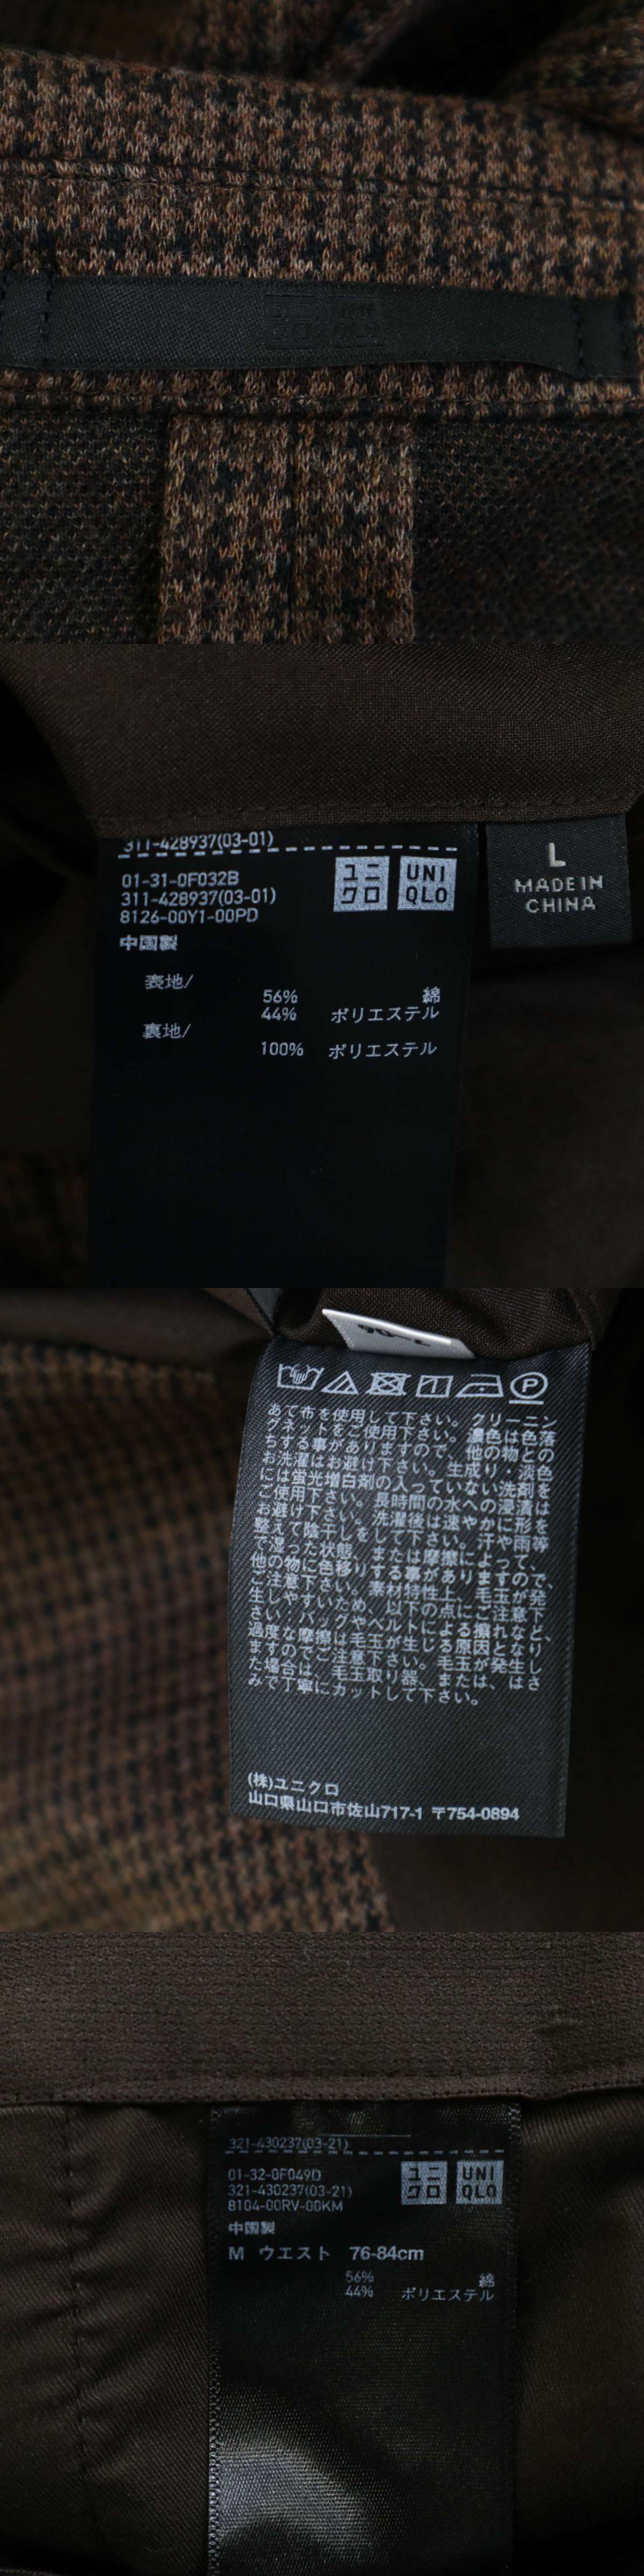 311-428937(03-01)
01-31-0F032B
311-428937(03-01)
8126-00Y1-00PD
ユニ
クロ
UNI
QLO
L
MADE IN
CHINA
中国製
表地/
56% 綿
44% ポリエステル
裏地/
100% ポリエステル
P
あて布を使用して下さい。クリーニン
グネットをご使用下さい。濃色は色落
ちする事がありますので、他の物との
お洗濯はお避け下さい。生成り・淡色
には蛍光増白剤の入っていない洗剤を
ご使用下さい。長時間の水への浸漬は
お避け下さい。洗濯後は速やかに形を
整えて陰干しをして下さい。汗や雨等
で湿った状態、または摩擦によって、
他の物に色移りする事がありますので、
ご注意下さい。素材特性上、毛玉が発
生しやすいため、以下の点にご注意下
さい・バッグやベルトによる擦れなど、
過度な摩擦は毛玉が生じる原因となり
ますのでご注意下さい。毛玉が発生し
た場合は、毛玉取り器、または、はさ
みで丁寧にカットして下さい。
(株)ユニクロ
山口県山口市佐山717-1 〒754-0894
321-430237(03-21)
01-32-0F049D
321-430237(03-21)
8104-00RV-00KM
ユニ
クロ
UNI
QLO
中国製
M ウエスト 76-84cm
56% 綿
44% ポリエステル